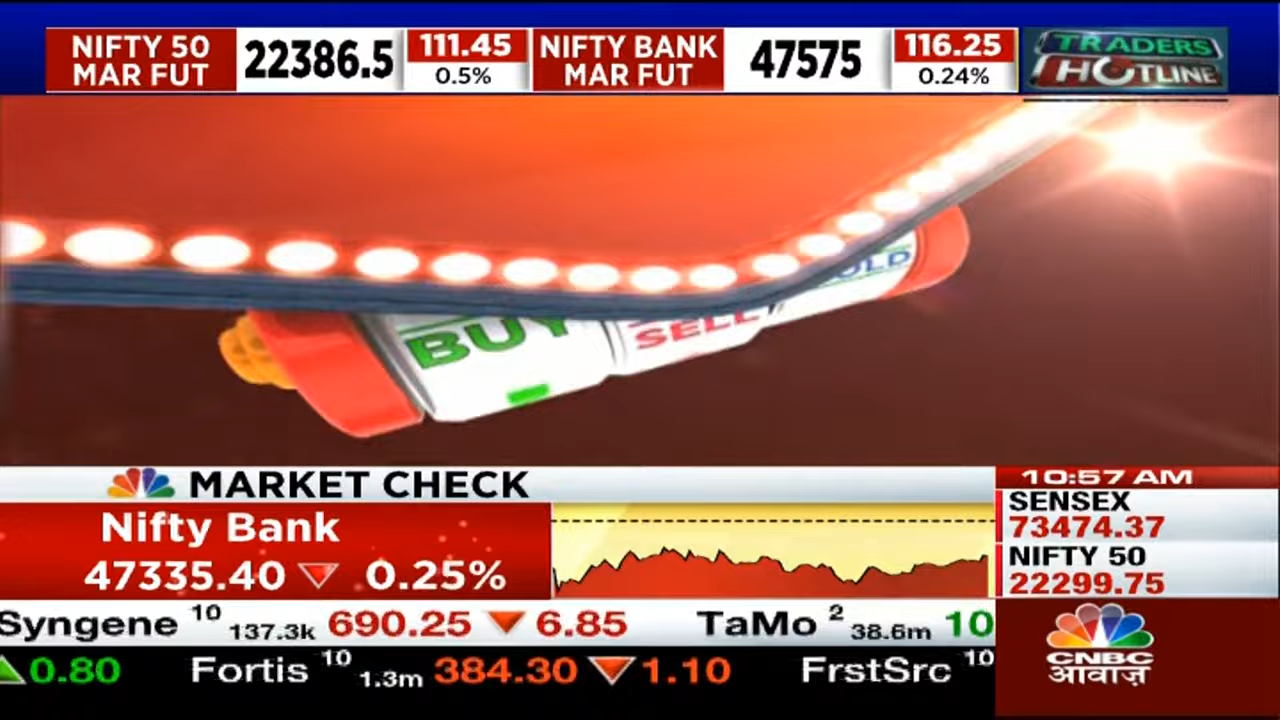 NIFTY 50
MAR FUT
22386.5
111.45
0.5%
NIFTY BANK
MAR FUT
47575
116.25
0.24%
TRADERS
HOTLINE
BUY
SELL
MARKET CHECK
10:57 AM
Nifty Bank
47335.40 ▼ 0.25%
SENSEX
73474.37
NIFTY 50
22299.75
Syngene 10 137.3k 690.25 ▼ 6.85 TaMo 2 38.6m 10
▲ 0.80 Fortis 10 1.3m 384.30 ▼ 1.10 FrstSrc 10
CNBC
आवाज़